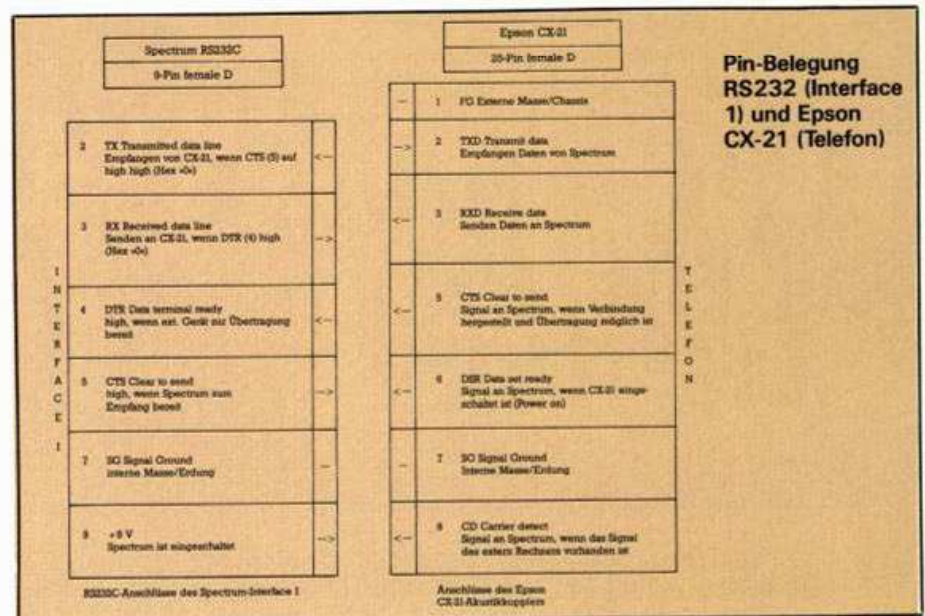 Spectrum RS232C
9-Pin female D
2 TX Transmitted data line
Empfangen von CX-21, wenn CTS (5) auf
high high (Hex »0«)
<--
3 RX Received data line
Senden an CX-21, wenn DTR (4) high
(Hex »0«)
-->
4 DTR Data terminal ready
high, wenn ext. Gerät zur Übertragung
bereit
<--
5 CTS Clear to send
high, wenn Spectrum zum
Empfang bereit
-->
7 SG Signal Ground
interne Masse/Erdung
–
9 +9 V
Spectrum ist eingeschaltet
-->
INTERFACE 1
RS232C-Anschlüsse des Spectrum-Interface 1
Epson CX-21
25-Pin female D
– 1 FG Externe Masse/Chassis
--> 2 TXD Transmit data
Empfangen Daten von Spectrum
<-- 3 RXD Receive data
Senden Daten an Spectrum
<-- 5 CTS Clear to send
Signal an Spectrum, wenn Verbindung
hergestellt und Übertragung möglich ist
<-- 6 DSR Data set ready
Signal an Spectrum, wenn CX-21 einge-
schaltet ist (Power on)
– 7 SG Signal Ground
Interne Masse/Erdung
<-- 8 CD Carrier detect
Signal an Spectrum, wenn das Signal
des extern Rechners vorhanden ist
TELEFON
Anschlüsse des Epson
CX-21-Akustikkopplers
Pin-Belegung
RS232 (Interface
1) und Epson
CX-21 (Telefon)